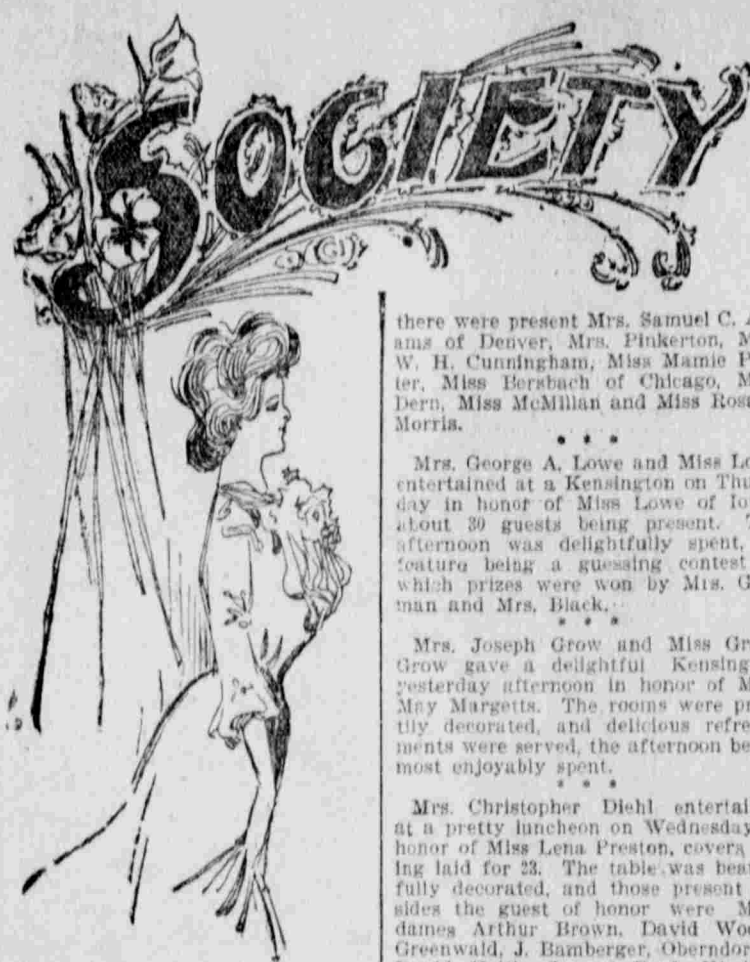 SOCIETY
there were present Mrs. Samuel C. A
ams of Denver, Mrs. Pinkerton, M
W. H. Cunningham, Miss Mamie P
ter, Miss Bersbach of Chicago, M
Dern, Miss McMillan and Miss Rosa
Morris.
* * *
Mrs. George A. Lowe and Miss Lo
entertained at a Kensington on Thu
day in honor of Miss Lowe of Io
about 30 guests being present. T
afternoon was delightfully spent,
feature being a guessing contest
which prizes were won by Mrs. G
man and Mrs. Black.
* * *
Mrs. Joseph Grow and Miss Gr
Grow gave a delightful Kensing
yesterday afternoon in honor of M
May Margetts. The rooms were pr
tily decorated, and delicious refre
ments were served, the afternoon be
most enjoyably spent.
* * *
Mrs. Christopher Diehl entertai
at a pretty luncheon on Wednesday
honor of Miss Lena Preston, covers
ing laid for 23. The table was beau
fully decorated, and those present
sides the guest of honor were M
dames Arthur Brown, David Woo
Greenwald, J. Bamberger, Oberndor